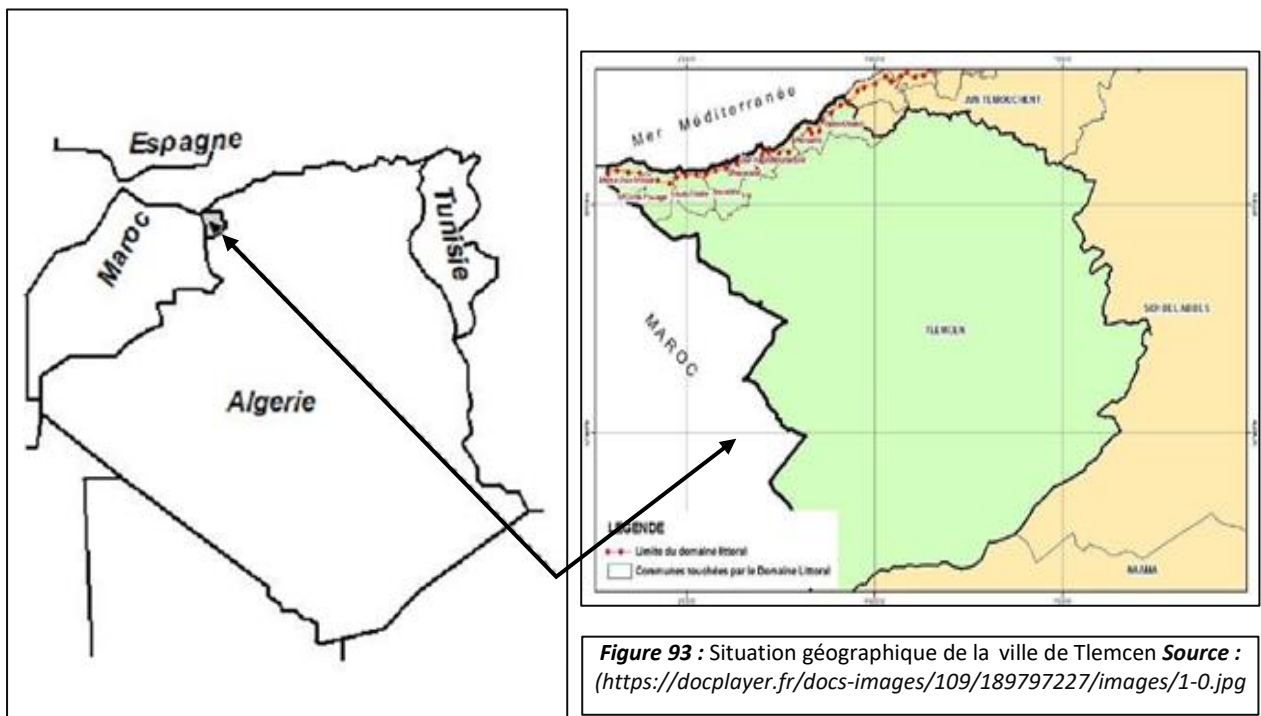 Espagne
Maroc
Tunisie
Algerie
Mer Méditerranée
AIN TEMOUCHENT
MAROC
TLEMCEN
SIDI BEL ABBES
NAAMA
LEGENDE
Limite du domaine littoral
Communes touchées par le Domaine Littoral
Figure 93 : Situation géographique de la ville de Tlemcen Source :
(https://docplayer.fr/docs-images/109/189797227/images/1-0.jpg